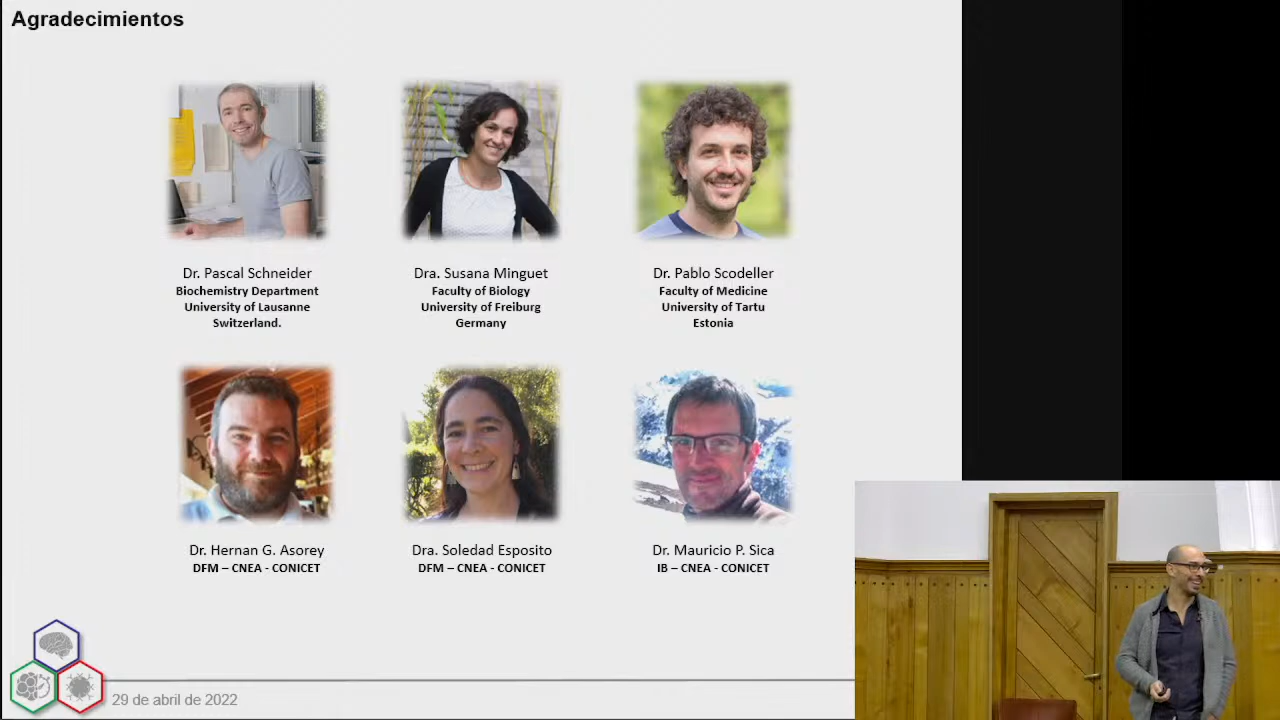 Agradecimientos
Dr. Pascal Schneider
Biochemistry Department
University of Lausanne
Switzerland.
Dra. Susana Minguet
Faculty of Biology
University of Freiburg
Germany
Dr. Pablo Scodeller
Faculty of Medicine
University of Tartu
Estonia
Dr. Hernan G. Asorey
DFM – CNEA - CONICET
Dra. Soledad Esposito
DFM – CNEA - CONICET
Dr. Mauricio P. Sica
IB – CNEA - CONICET
29 de abril de 2022